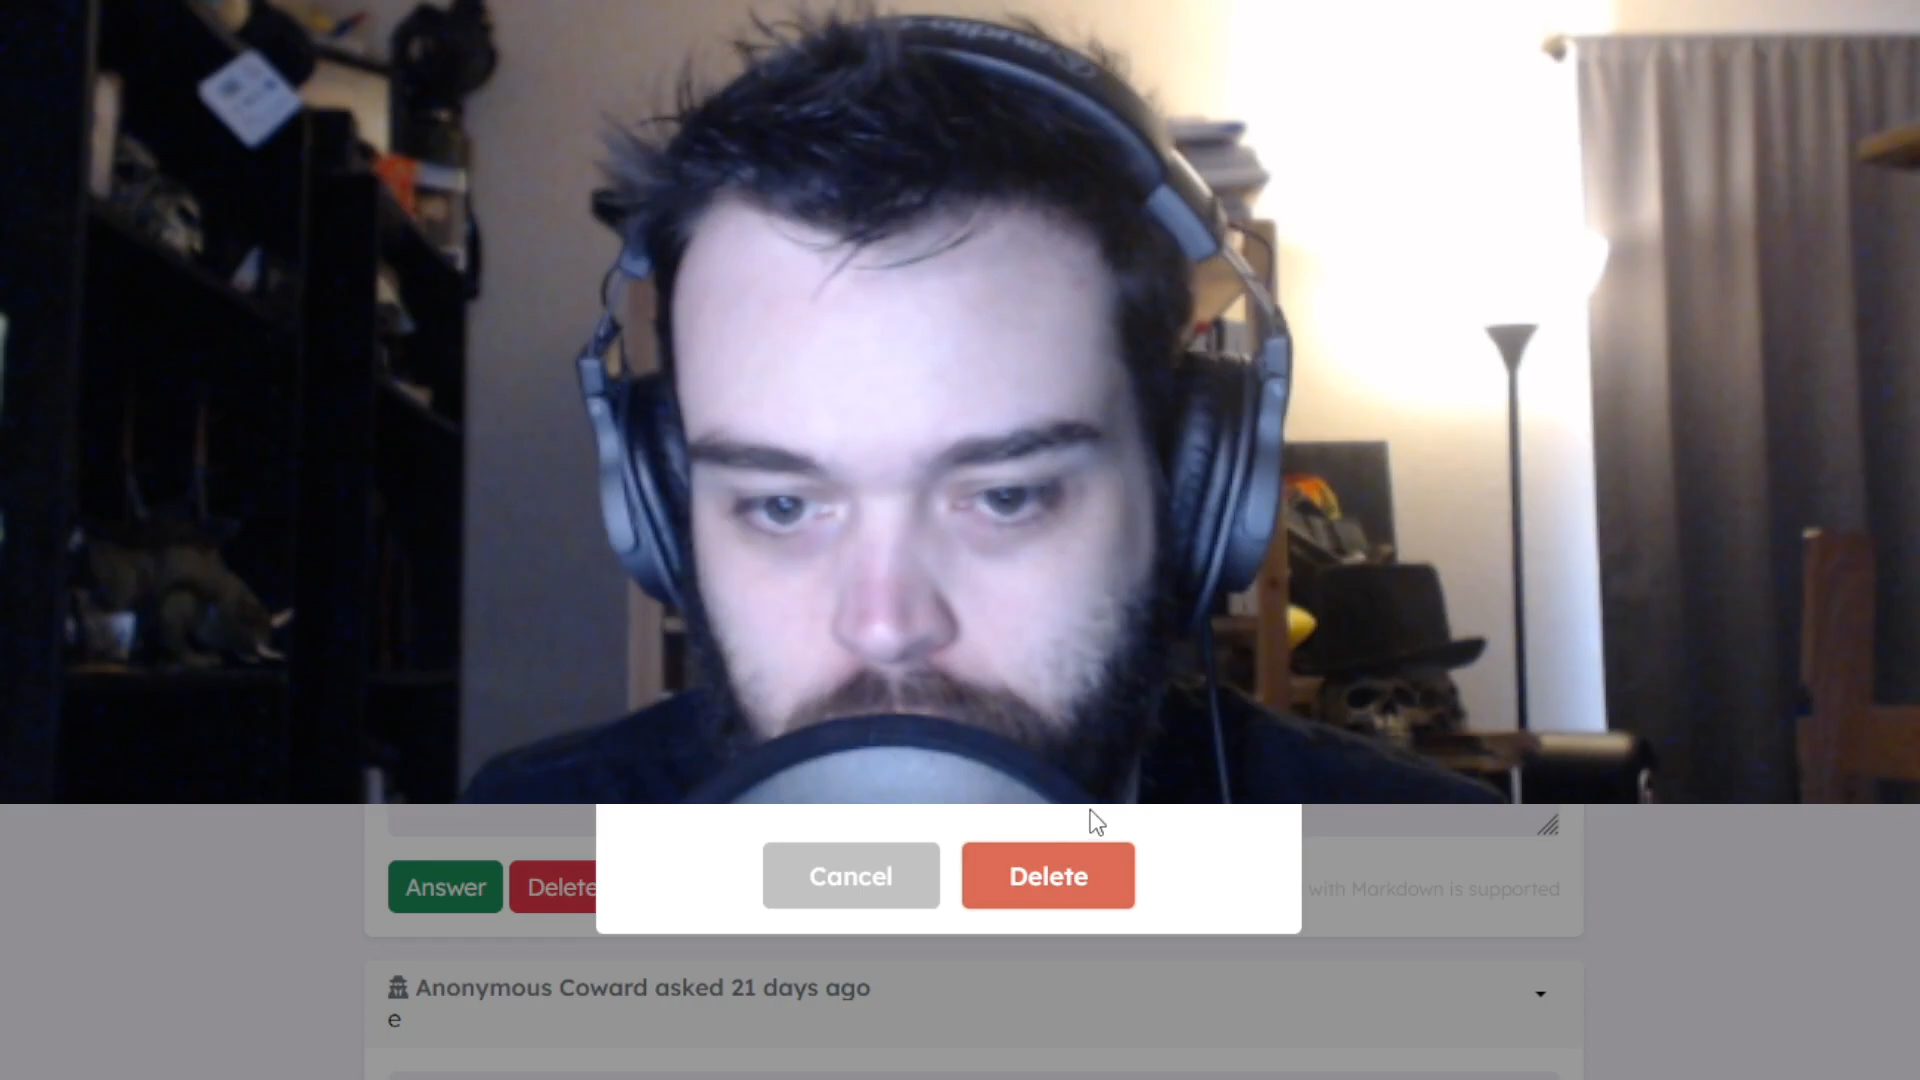 Cancel
Delete
Answer
Delete
with Markdown is supported
Anonymous Coward asked 21 days ago
e